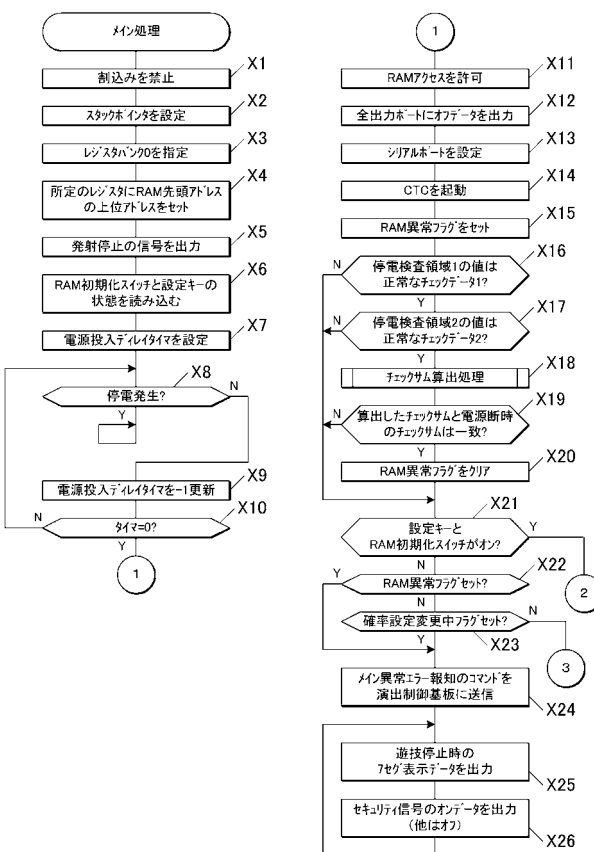 メイン処理
割込みを禁止
X1
スタックポインタを設定
X2
レジスタバンク0を指定
X3
所定のレジスタにRAM先頭アドレス
の上位アドレスをセット
X4
発射停止の信号を出力
X5
RAM初期化スイッチと設定キーの
状態を読み込む
X6
電源投入ディレイタイマを設定
X7
停電発生?
X8
N
Y
電源投入ディレイタイマを-1更新
X9
タイマ=0?
X10
N
Y
1
1
RAMアクセスを許可
X11
全出力ポートにオフデータを出力
X12
シリアルポートを設定
X13
CTCを起動
X14
RAM異常フラグをセット
X15
停電検査領域1の値は
正常なチェックデータ1?
X16
N
Y
停電検査領域2の値は
正常なチェックデータ2?
X17
N
Y
チェックサム算出処理
X18
算出したチェックサムと電源断時
のチェックサムは一致?
X19
N
Y
RAM異常フラグをクリア
X20
設定キーと
RAM初期化スイッチがオン?
X21
Y
N
2
RAM異常フラグセット?
X22
Y
N
確率設定変更中フラグセット?
X23
N
Y
3
メイン異常エラー報知のコマンドを
演出制御基板に送信
X24
遊技停止時の
7セグ表示データを出力
X25
セキュリティ信号のオンデータを出力
(他はオフ)
X26